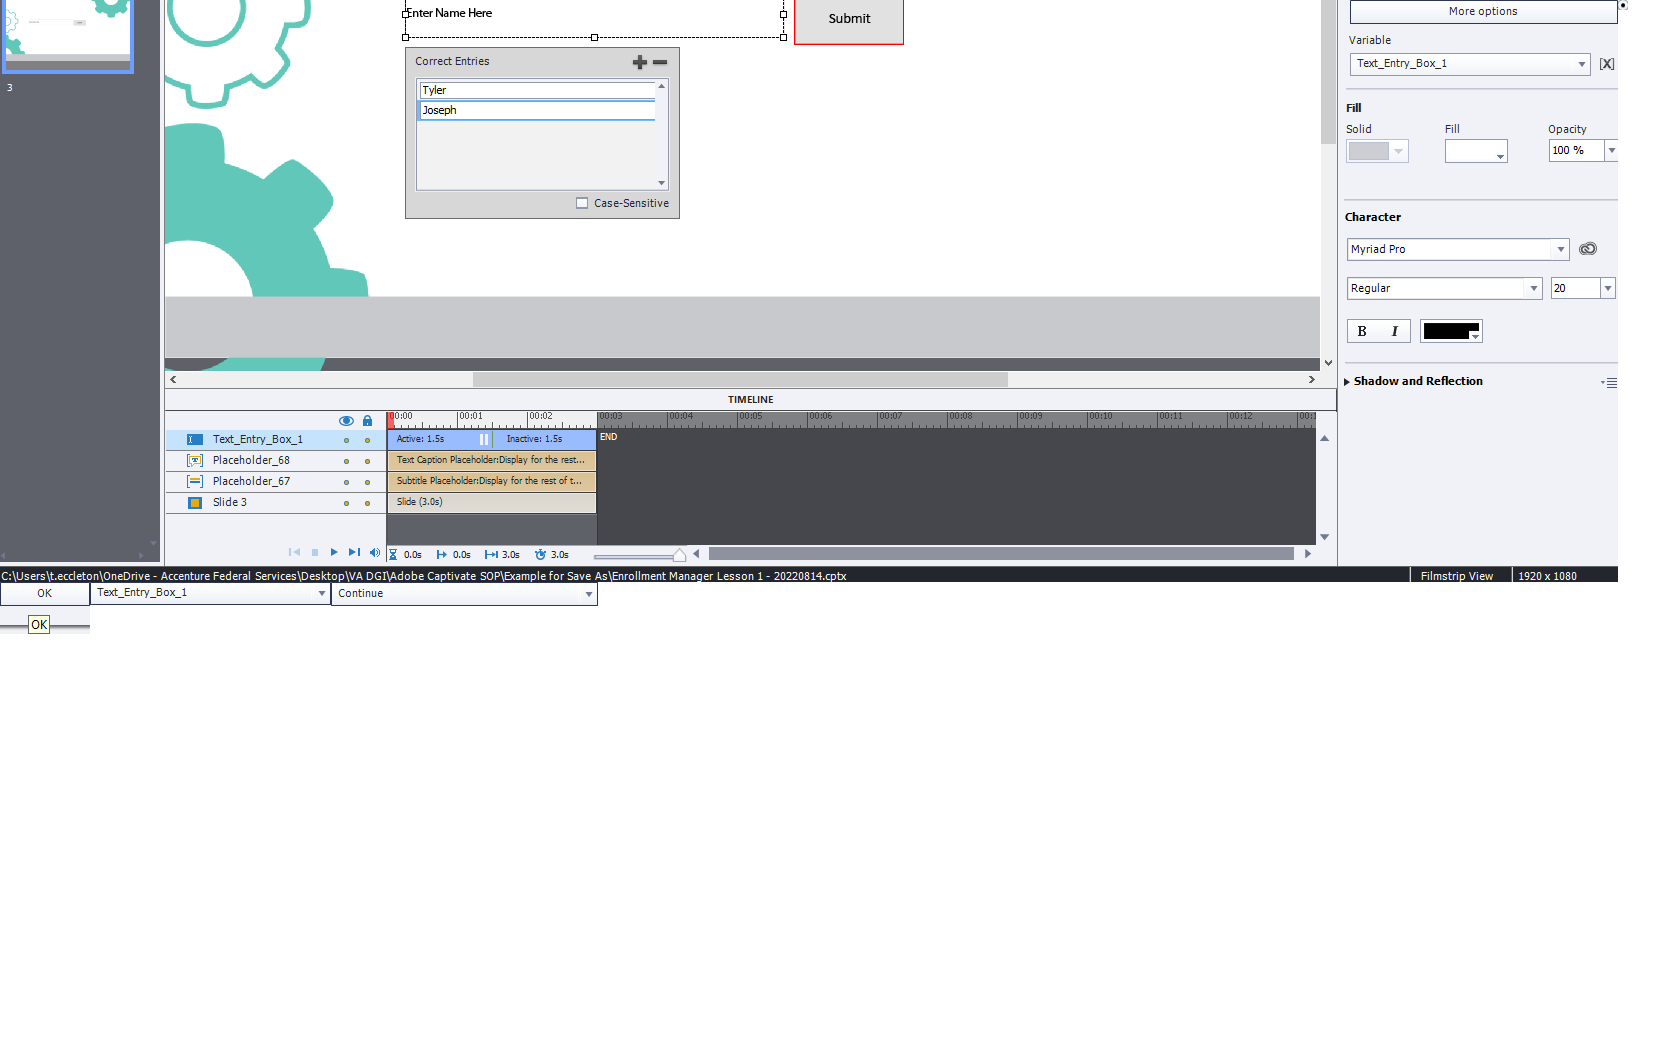 Enter Name Here
Submit
More options
Variable
Text_Entry_Box_1
[X]
3
Correct Entries
Tyler
Joseph
Case-Sensitive
Fill
Solid
Fill
Opacity
100 %
Character
Myriad Pro
Regular
20
B
I
Shadow and Reflection
TIMELINE
00:00
00:01
00:02
00:03
00:04
00:05
00:06
00:07
00:08
00:09
00:10
00:11
00:12
Text_Entry_Box_1
Active: 1.5s
Inactive: 1.5s
END
Placeholder_68
Text Caption Placeholder:Display for the rest...
Placeholder_67
Subtitle Placeholder:Display for the rest of t...
Slide 3
Slide (3.0s)
0.0s
0.0s
3.0s
3.0s
C:\Users\t.eccleton\OneDrive - Accenture Federal Services\Desktop\VA DGI\Adobe Captivate SOP\Example for Save As\Enrollment Manager Lesson 1 - 20220814.cptx
Filmstrip View
1920 x 1080
OK
Text_Entry_Box_1
Continue
OK